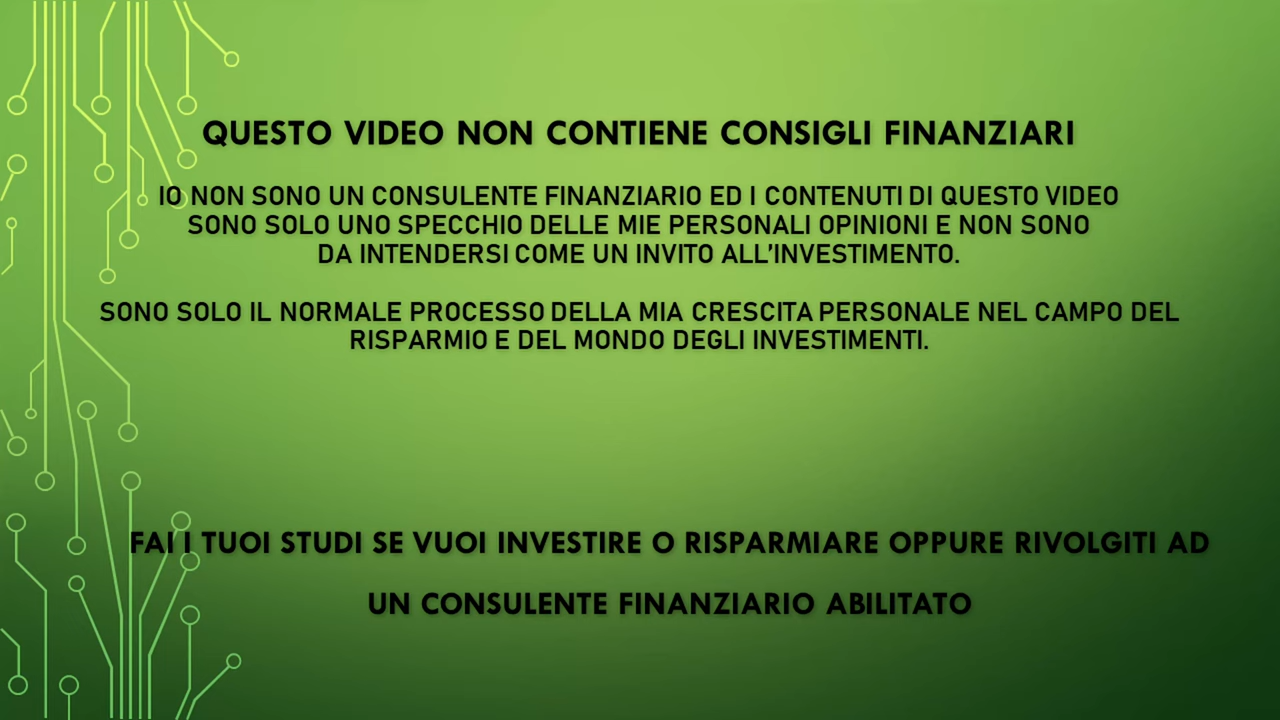 QUESTO VIDEO NON CONTIENE CONSIGLI FINANZIARI
IO NON SONO UN CONSULENTE FINANZIARIO ED I CONTENUTI DI QUESTO VIDEO
SONO SOLO UNO SPECCHIO DELLE MIE PERSONALI OPINIONI E NON SONO
DA INTENDERSI COME UN INVITO ALL'INVESTIMENTO.
SONO SOLO IL NORMALE PROCESSO DELLA MIA CRESCITA PERSONALE NEL CAMPO DEL
RISPARMIO E DEL MONDO DEGLI INVESTIMENTI.
FAI I TUOI STUDI SE VUOI INVESTIRE O RISPARMIARE OPPURE RIVOLGITI AD
UN CONSULENTE FINANZIARIO ABILITATO